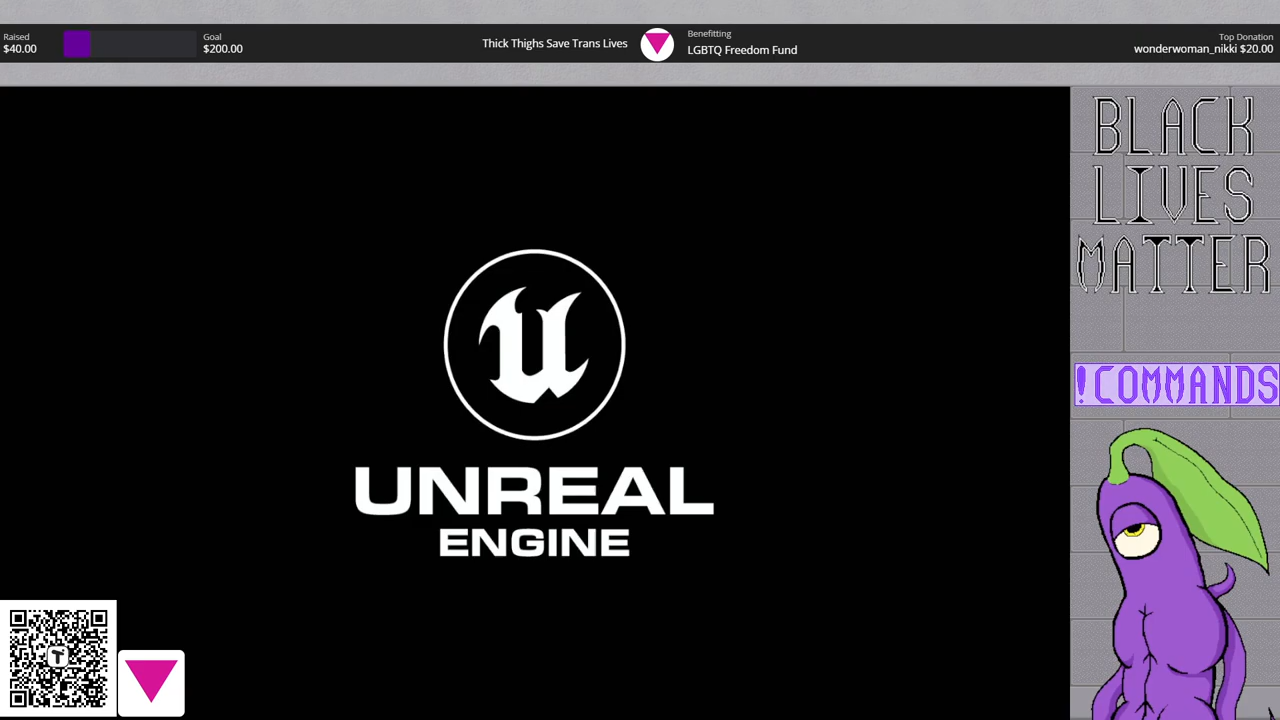 Raised
$40.00
Goal
$200.00
Thick Thighs Save Trans Lives
Benefitting
LGBTQ Freedom Fund
Top Donation
wonderwoman_nikki $20.00
BLACK
LIVES
MATTER
!COMMANDS
UNREAL
ENGINE